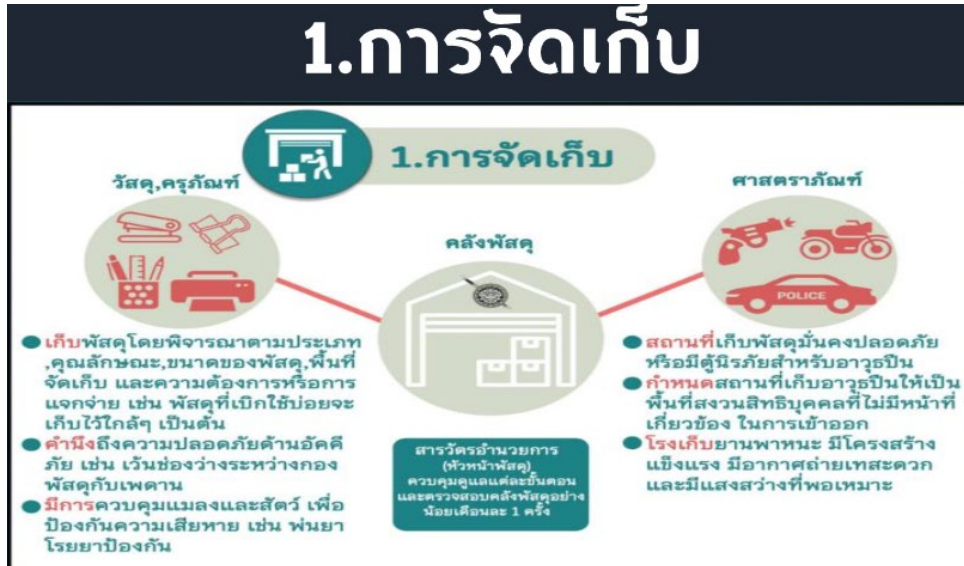 1.การจัดเก็บ
1.การจัดเก็บ
วัสดุ,ครุภัณฑ์
เก็บพัสดุโดยพิจารณาตามประเภท
,คุณลักษณะ,ขนาดของพัสดุ,พื้นที่
จัดเก็บ และความต้องการหรือการ
แจกจ่าย เช่น พัสดุที่เบิกใช้บ่อยจะ
เก็บไว้ใกล้ๆ เป็นต้น
คำนึงถึงความปลอดภัยด้านอัคคี
ภัย เช่น เว้นช่องว่างระหว่างกอง
พัสดุกับเพดาน
มีการควบคุมแมลงและสัตว์ เพื่อ
ป้องกันความเสียหาย เช่น พ่นยา
โรยยาป้องกัน
คลังพัสดุ
สารวัตรอำนวยการ
(หัวหน้าพัสดุ)
ควบคุมดูแลแต่ละขั้นตอน
และตรวจสอบคลังพัสดุอย่าง
น้อยเดือนละ 1 ครั้ง
ศาสตราภัณฑ์
POLICE
สถานที่เก็บพัสดุมั่นคงปลอดภัย
หรือมีตู้นิรภัยสำหรับอาวุธปืน
กำหนดสถานที่เก็บอาวุธปืนให้เป็น
พื้นที่สงวนสิทธิบุคคลที่ไม่มีหน้าที่
เกี่ยวข้อง ในการเข้าออก
โรงเก็บยานพาหนะ มีโครงสร้าง
แข็งแรง มีอากาศถ่ายเทสะดวก
และมีแสงสว่างที่พอเหมาะ